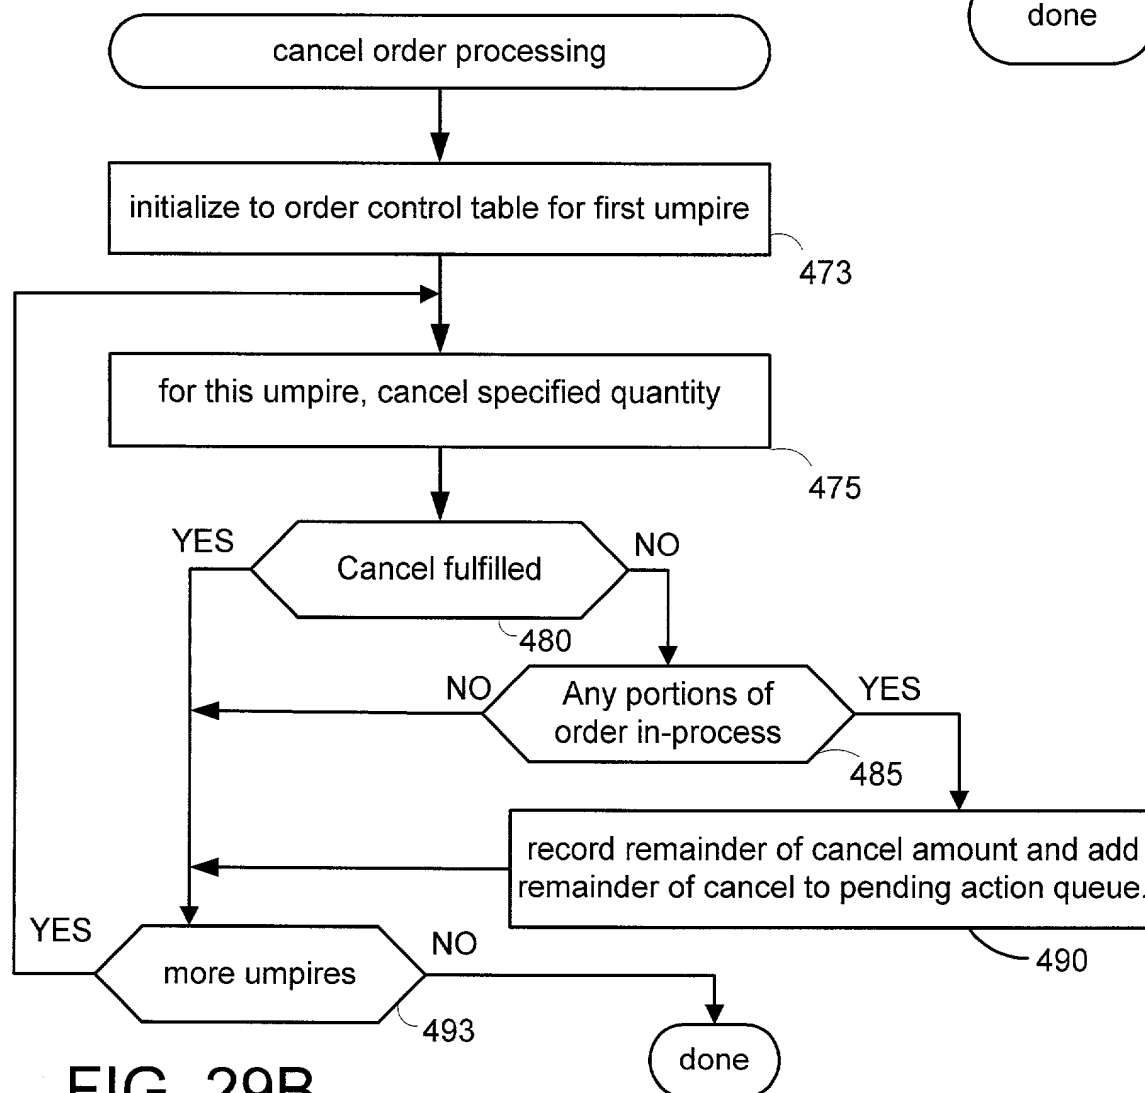 done
cancel order processing
initialize to order control table for first umpire
473
for this umpire, cancel specified quantity
475
YES
Cancel fulfilled
NO
480
NO
Any portions of
order in-process
YES
485
record remainder of cancel amount and add
remainder of cancel to pending action queue.
490
YES
more umpires
NO
493
done
FIG. 29B